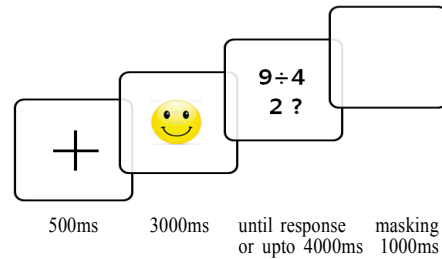 9÷4
2 ?
500ms
3000ms
until response
or upto 4000ms
masking
1000ms